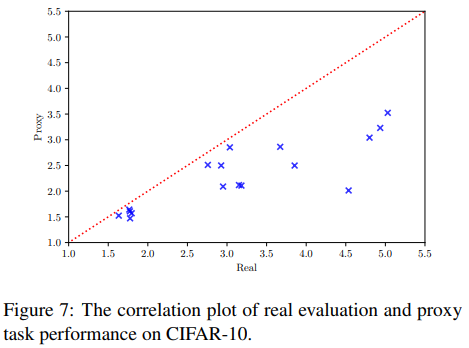 5.5
5.0
4.5
4.0
3.5
3.0
2.5
2.0
1.5
1.0
Proxy
1.0 1.5 2.0 2.5 3.0 3.5 4.0 4.5 5.0 5.5
Real
Figure 7: The correlation plot of real evaluation and proxy
task performance on CIFAR-10.